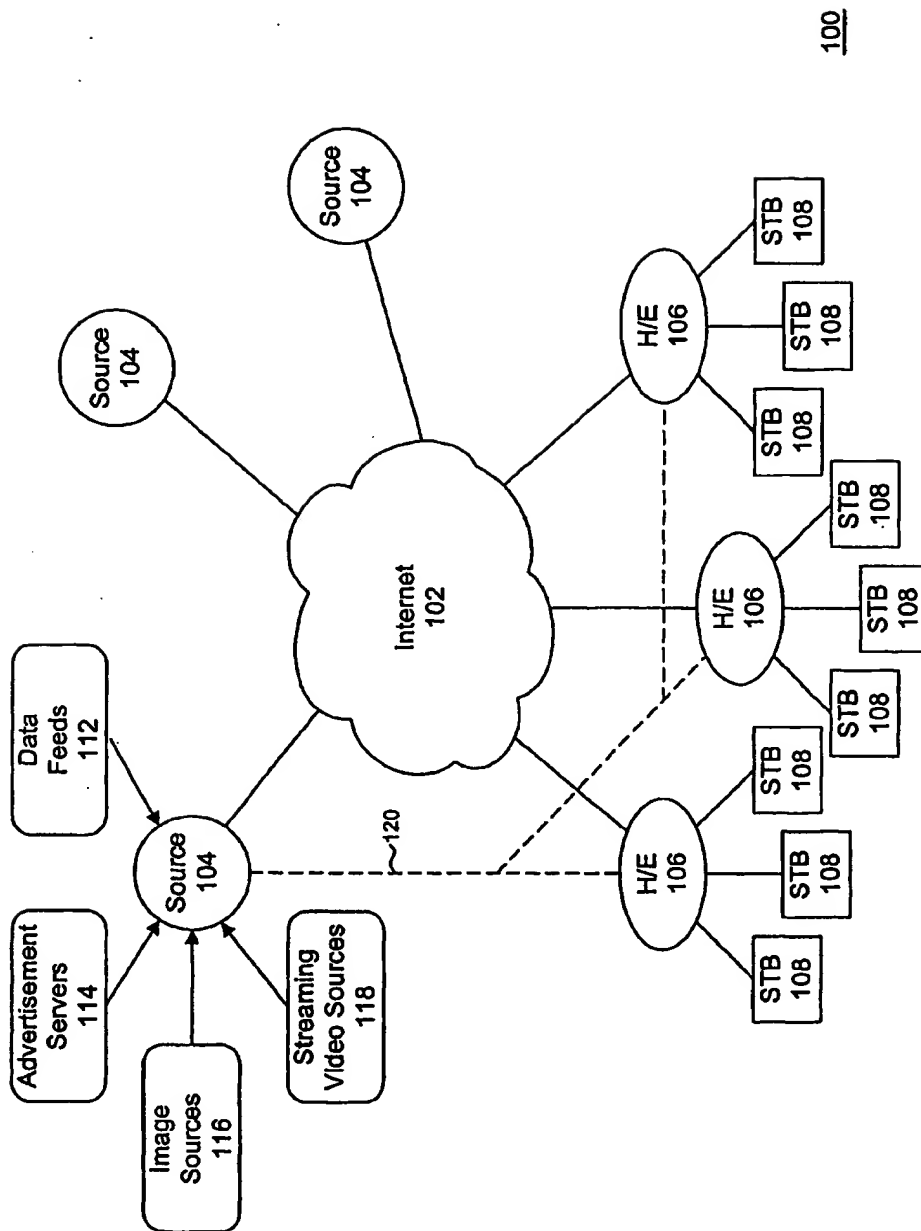 Data
Feeds
112
Advertisement
Servers
114
Image
Sources
116
Streaming
Video Sources
118
Source
104
Source
104
Source
104
Internet
102
120
H/E
106
H/E
106
H/E
106
STB
108
STB
108
STB
108
STB
108
STB
108
STB
108
STB
108
STB
108
STB
108
100